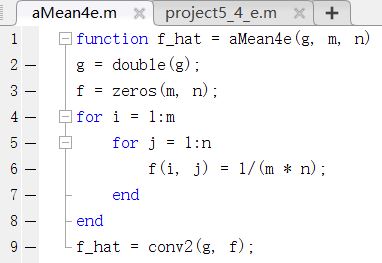 aMean4e.m × project5_4_e.m × +
1 function f_hat = aMean4e(g, m, n)
2 — g = double(g);
3 — f = zeros(m, n);
4 — for i = 1:m
5 — for j = 1:n
6 — f(i, j) = 1/(m * n);
7 — end
8 — end
9 — f_hat = conv2(g, f);